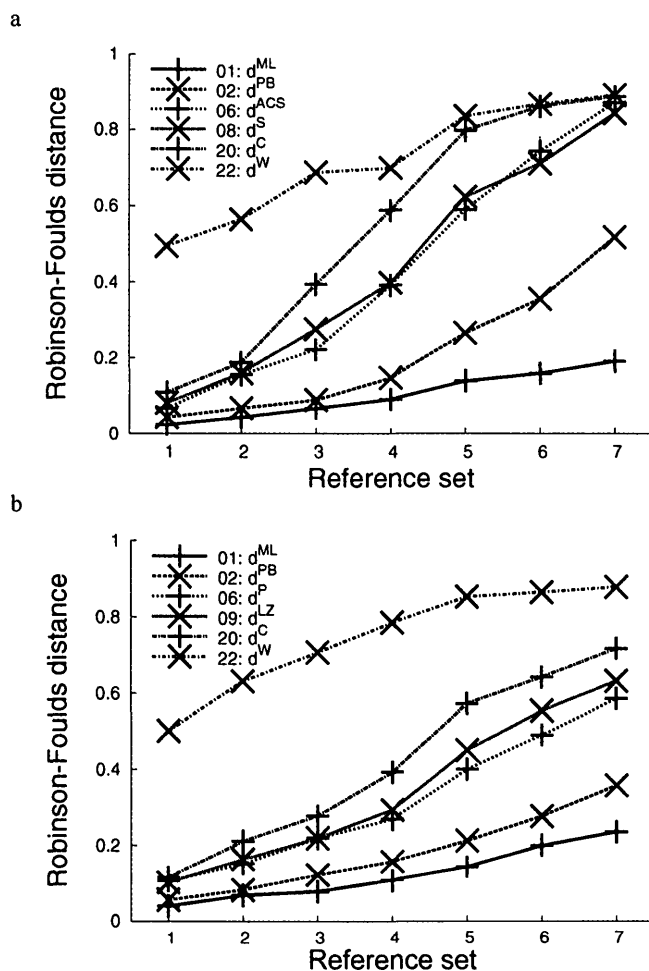 a
1
0.8
0.6
0.4
0.2
0
Robinson-Foulds distance
01: d^ML
02: d^PB
06: d^ACS
08: d^S
20: d^C
22: d^W
1 2 3 4 5 6 7
Reference set
b
1
0.8
0.6
0.4
0.2
0
Robinson-Foulds distance
01: d^ML
02: d^PB
06: d^P
09: d^LZ
20: d^C
22: d^W
1 2 3 4 5 6 7
Reference set